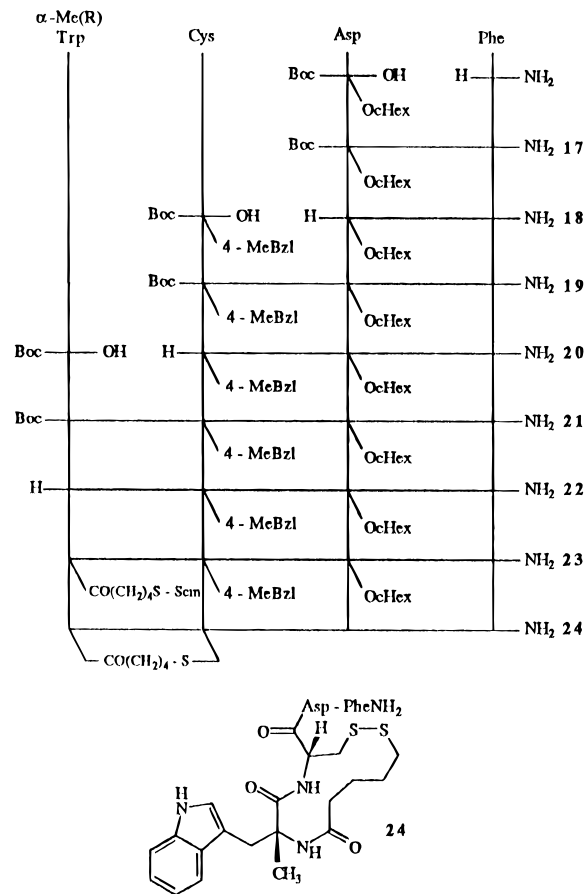 α-Me(R)
Trp Cys Asp Phe
Boc OH H NH2
OcHex
Boc NH2 17
OcHex
Boc OH H NH2 18
4 - MeBzl OcHex
Boc NH2 19
4 - MeBzl OcHex
Boc OH H NH2 20
4 - MeBzl OcHex
Boc NH2 21
4 - MeBzl OcHex
H NH2 22
4 - MeBzl OcHex
NH2 23
CO(CH2)4S - Scm 4 - MeBzl OcHex
NH2 24
CO(CH2)4 - S
Asp - PheNH2
O H S S
O NH
H
N
NH O 24
CH3